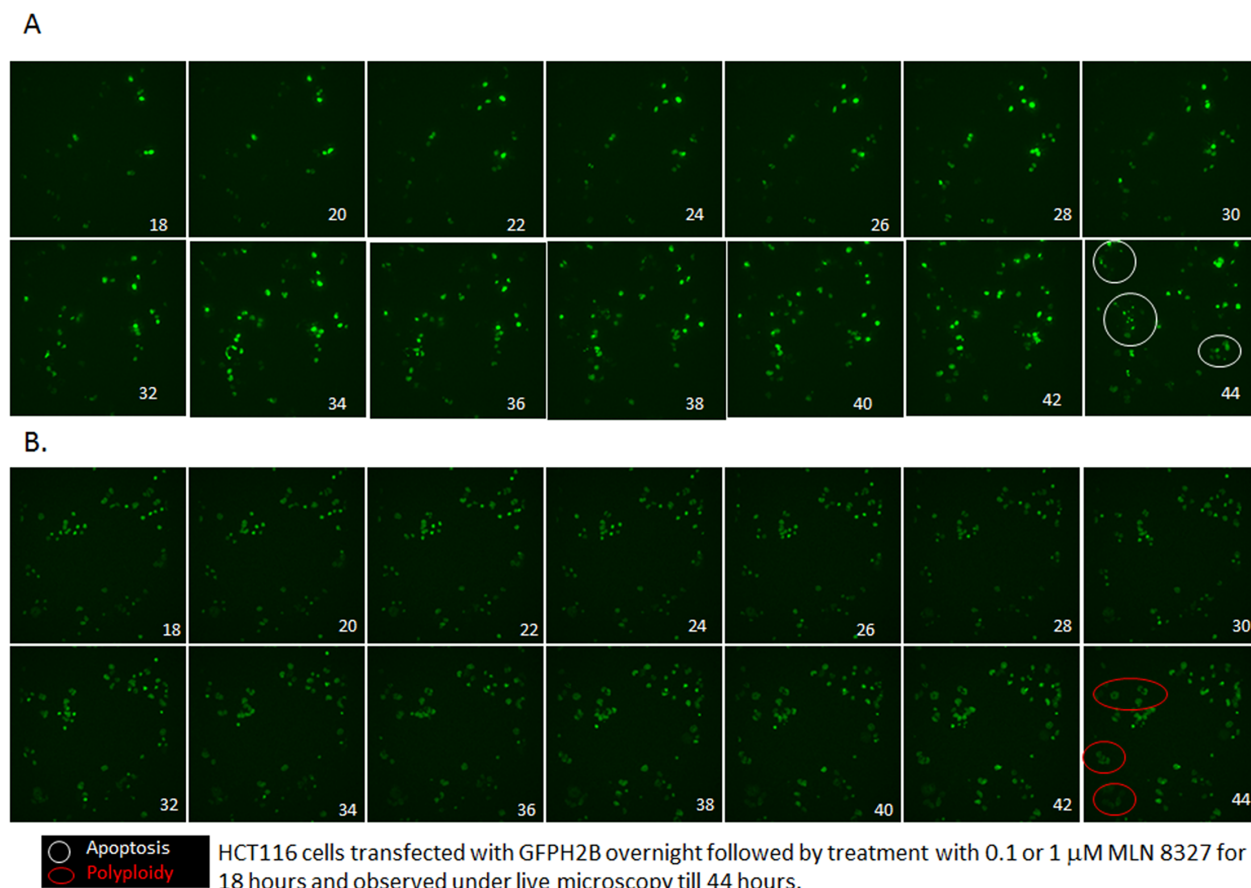 A
18 20 22 24 26 28 30
32 34 36 38 40 42 44
B.
18 20 22 24 26 28 30
32 34 36 38 40 42 44
Apoptosis
Polyploidy
HCT116 cells transfected with GFPH2B overnight followed by treatment with 0.1 or 1 μM MLN 8327 for
18 hours and observed under live microscopy till 44 hours.